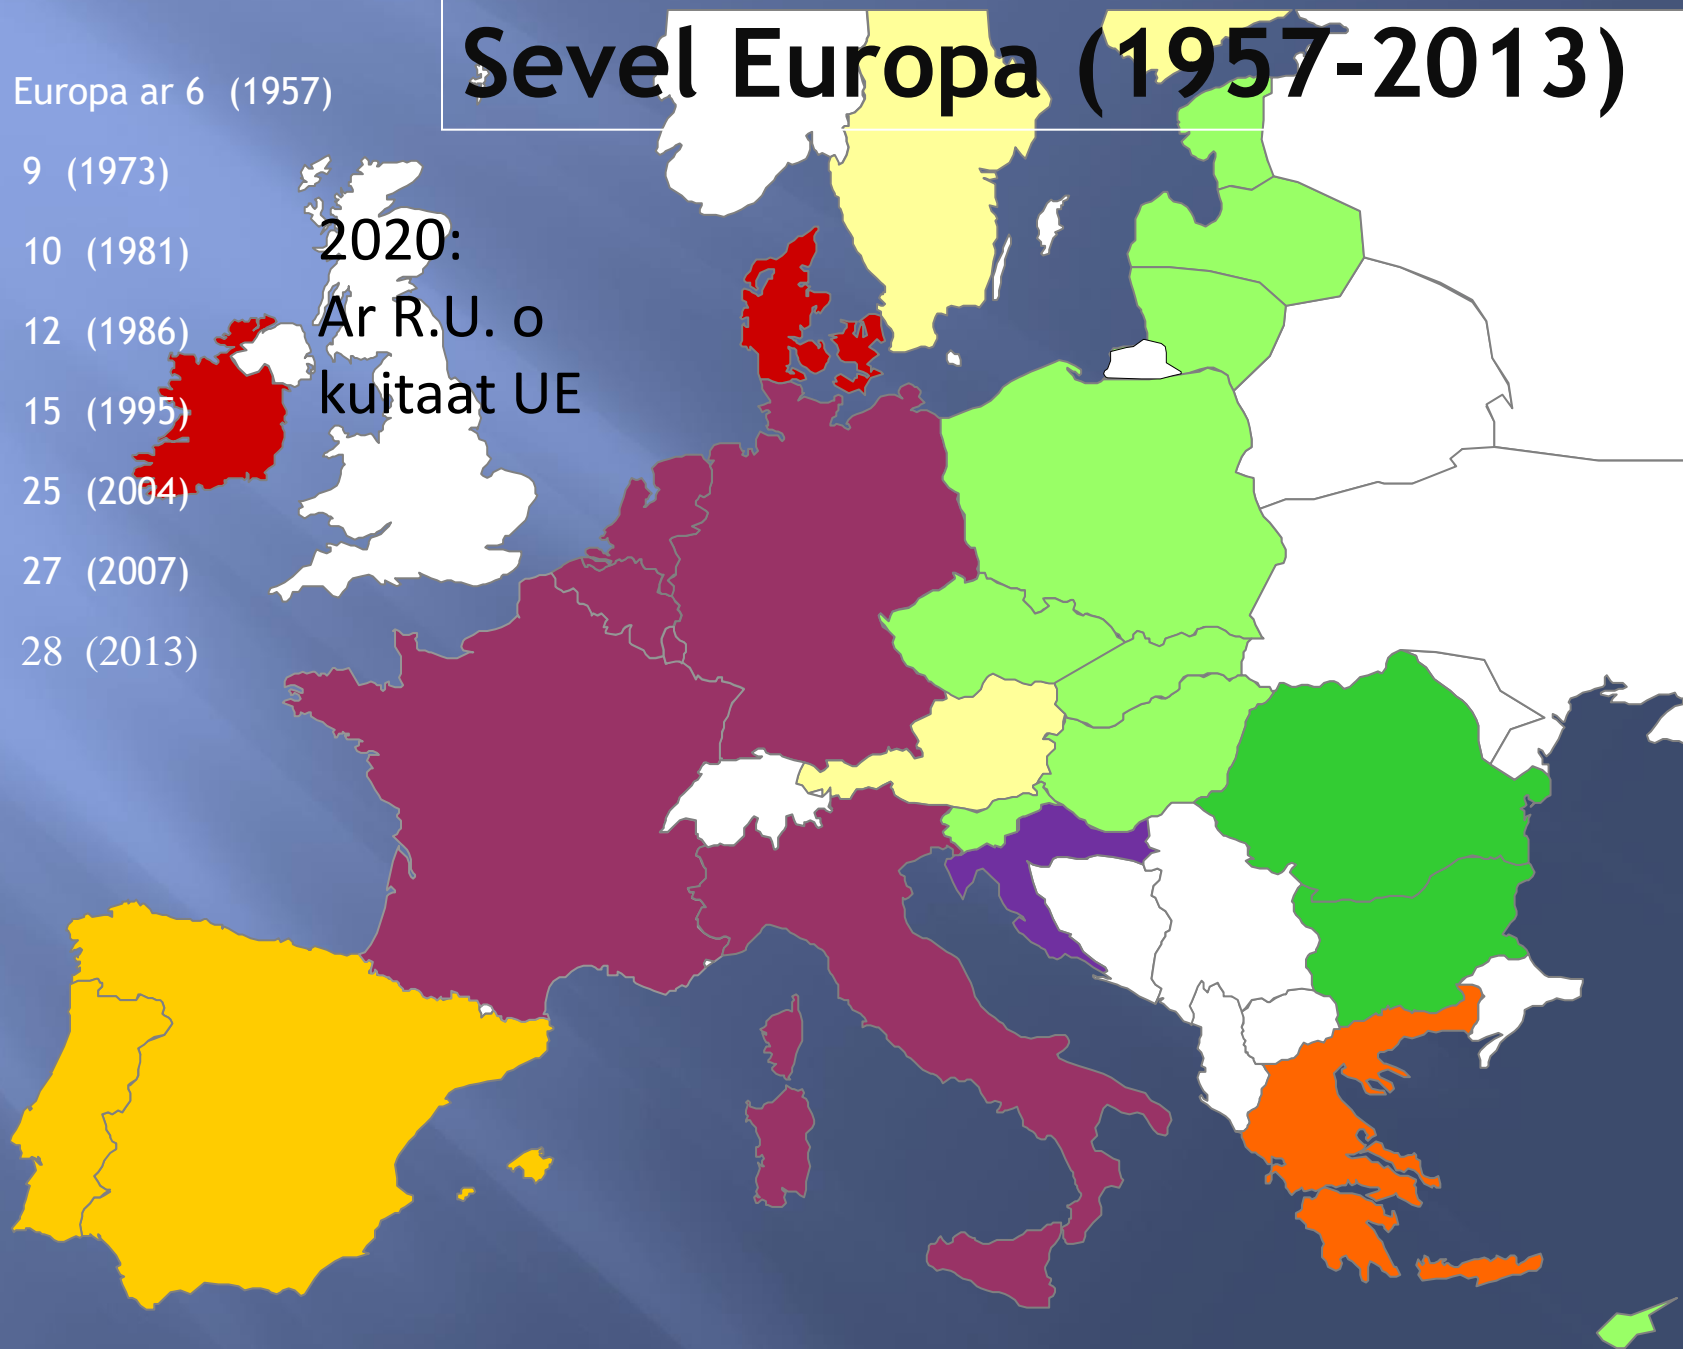 Sevel Europa (1957-2013)
Europa ar 6 (1957)
9 (1973)
10 (1981)
12 (1986)
15 (1995)
25 (2004)
27 (2007)
28 (2013)
2020:
Ar R.U. o
kuitaat UE